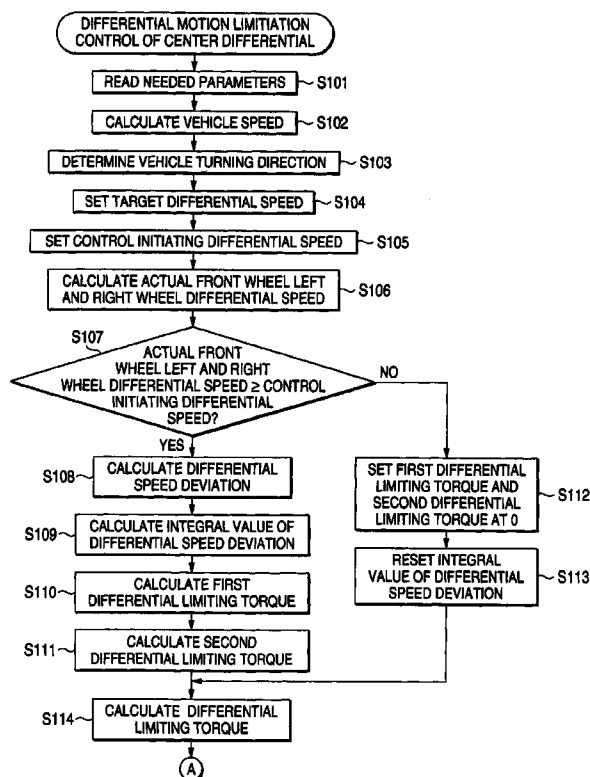 DIFFERENTIAL MOTION LIMITIATION
CONTROL OF CENTER DIFFERENTIAL
READ NEEDED PARAMETERS
S101
CALCULATE VEHICLE SPEED
S102
DETERMINE VEHICLE TURNING DIRECTION
S103
SET TARGET DIFFERENTIAL SPEED
S104
SET CONTROL INITIATING DIFFERENTIAL SPEED
S105
CALCULATE ACTUAL FRONT WHEEL LEFT
AND RIGHT WHEEL DIFFERENTIAL SPEED
S106
S107
ACTUAL FRONT
WHEEL LEFT AND RIGHT
WHEEL DIFFERENTIAL SPEED ≥ CONTROL
INITIATING DIFFERENTIAL
SPEED?
NO
YES
S108
CALCULATE DIFFERENTIAL
SPEED DEVIATION
S109
CALCULATE INTEGRAL VALUE OF
DIFFERENTIAL SPEED DEVIATION
S110
CALCULATE FIRST
DIFFERENTIAL LIMITING TORQUE
S111
CALCULATE SECOND
DIFFERENTIAL LIMITING TORQUE
SET FIRST DIFFERENTIAL
LIMITING TORQUE AND
SECOND DIFFERENTIAL
LIMITING TORQUE AT 0
S112
RESET INTEGRAL
VALUE OF DIFFERENTIAL
SPEED DEVIATION
S113
S114
CALCULATE DIFFERENTIAL
LIMITING TORQUE
A